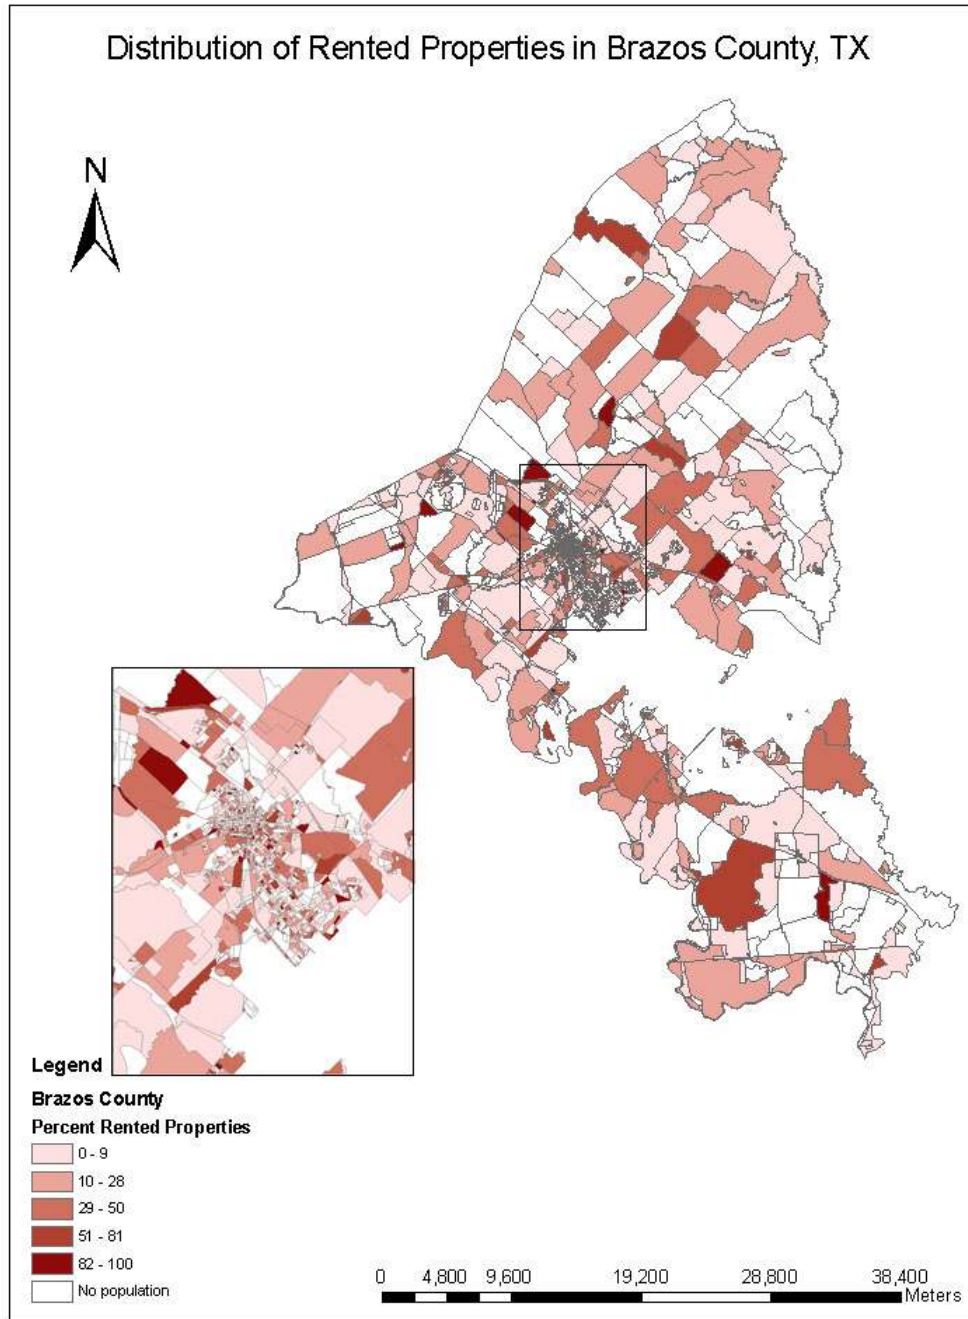 Distribution of Rented Properties in Brazos County, TX
N
Legend
Brazos County
Percent Rented Properties
0 - 9
10 - 28
29 - 50
51 - 81
82 - 100
No population
0 4,800 9,600 19,200 28,800 38,400
Meters